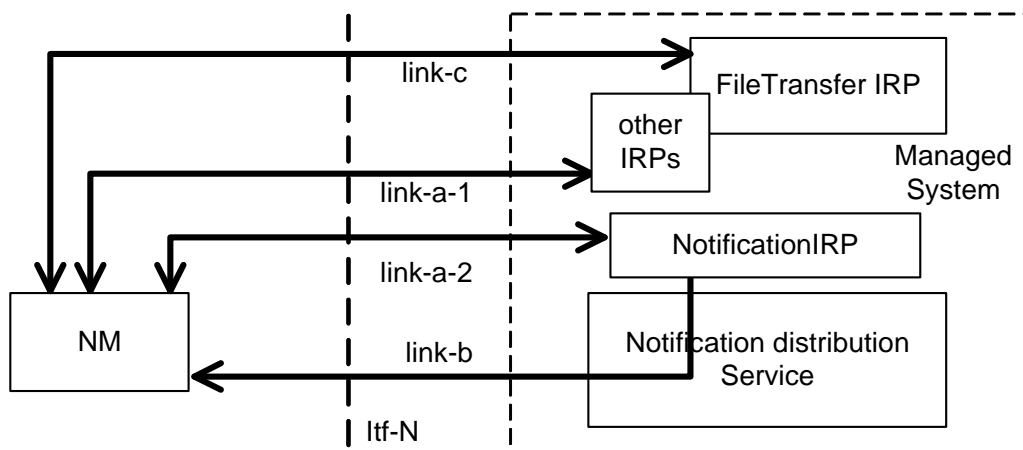 link-c
FileTransfer IRP
other
IRPs
Managed
System
link-a-1
NotificationIRP
link-a-2
NM
link-b
Notification distribution
Service
Itf-N